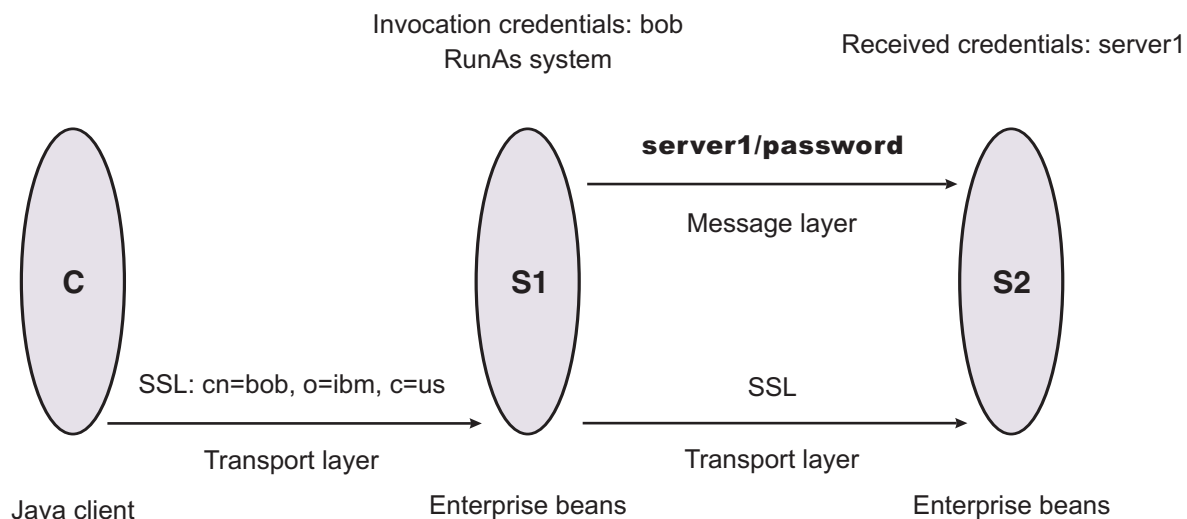 Invocation credentials: bob
RunAs system
Received credentials: server1
server1/password
Message layer
C
S1
S2
SSL: cn=bob, o=ibm, c=us
SSL
Transport layer
Transport layer
Java client
Enterprise beans
Enterprise beans